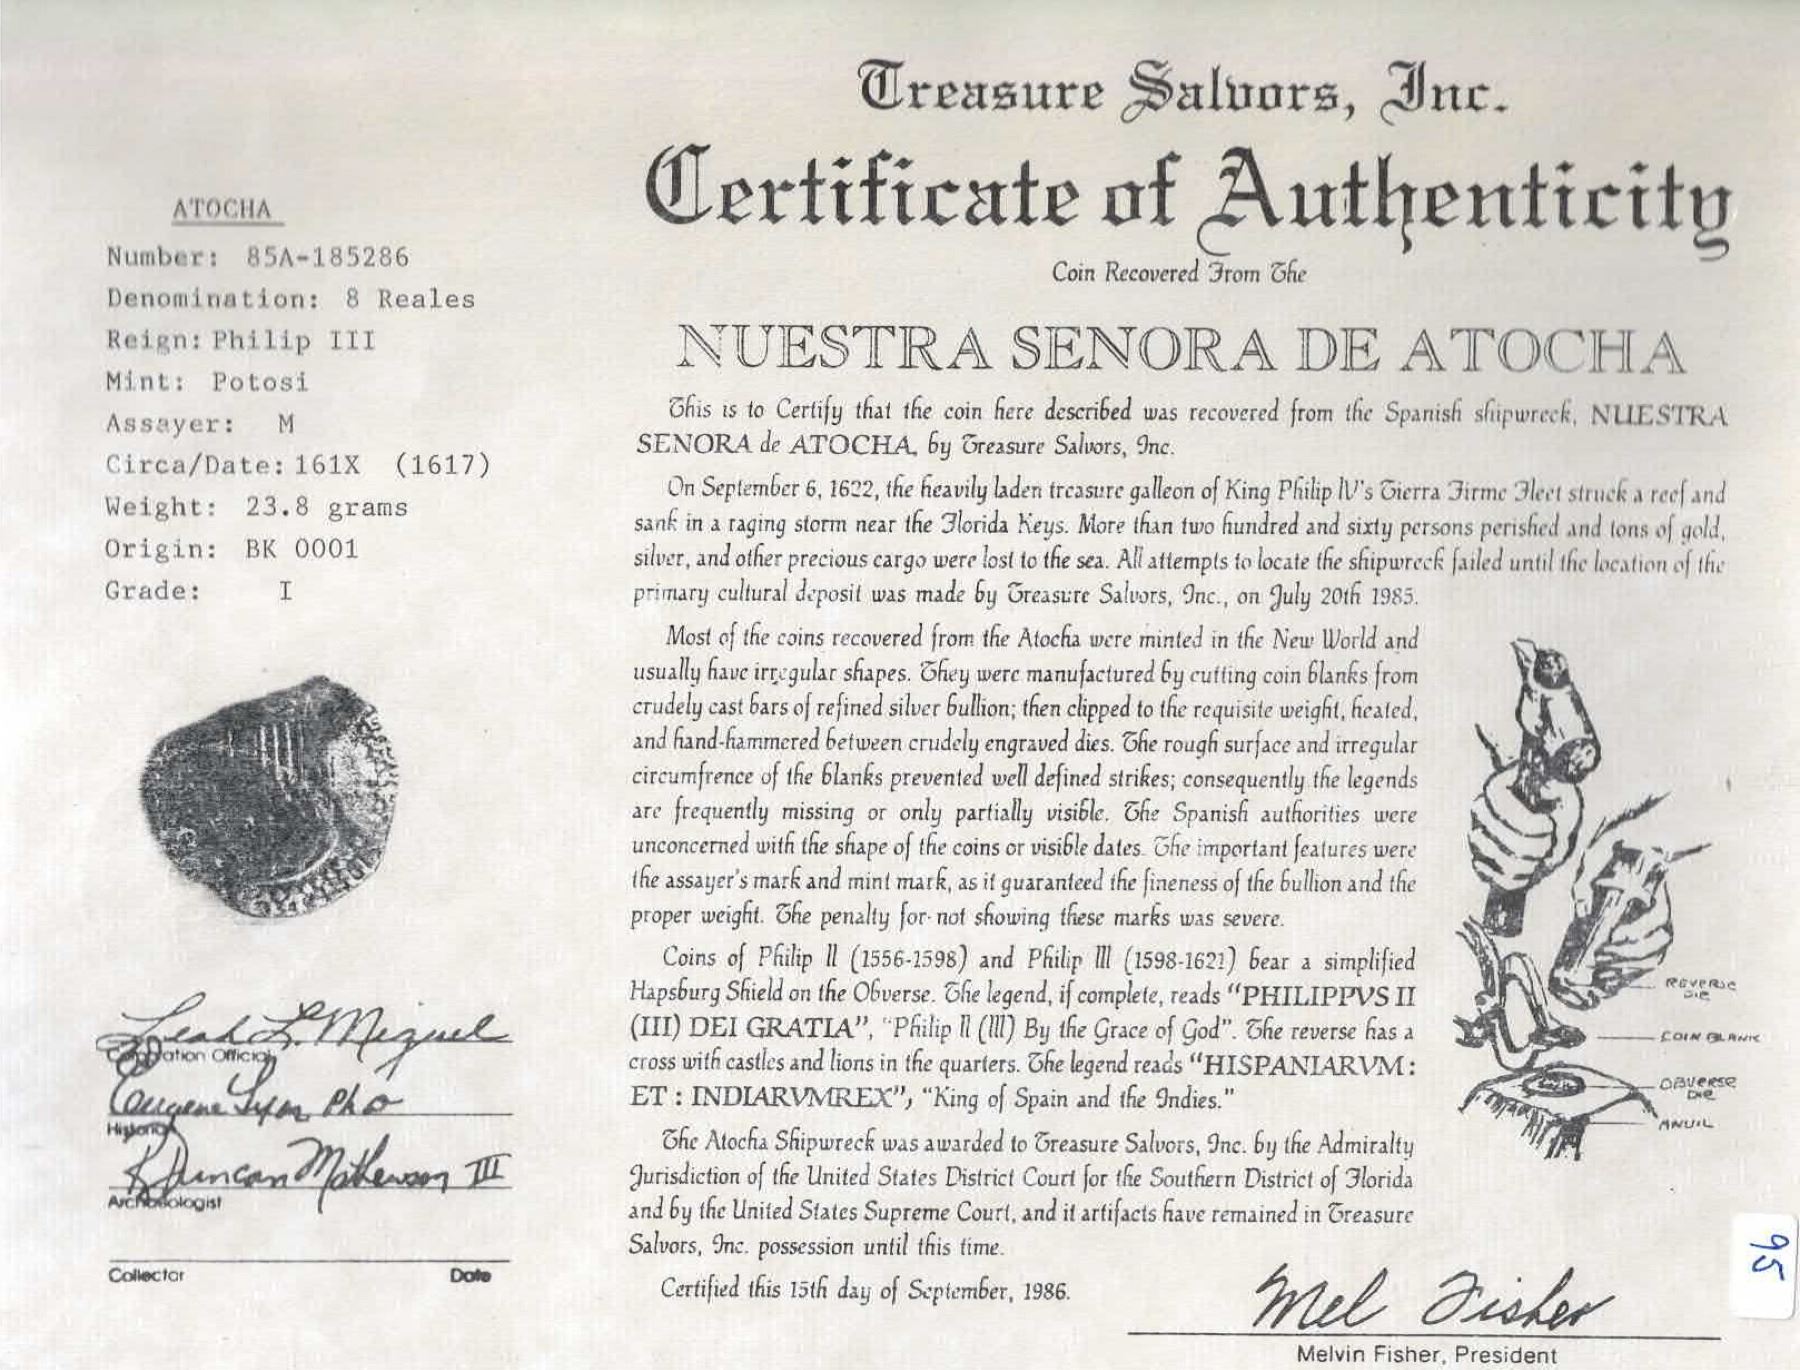 Treasure Salvors, Inc.
Certificate of Authenticity
Coin Recovered From The
NUESTRA SENORA DE ATOCHA
ATOCHA
Number: 85A-185286
Denomination: 8 Reales
Reign: Philip III
Mint: Potosi
Assayer: M
Circa/Date: 161X (1617)
Weight: 23.8 grams
Origin: BK 0001
Grade: I
Leah L. Miguel
Corporation Official
Eugene Lyon, PhD
Historian
R. Duncan Mathewson III
Archaeologist
Collector Date
This is to Certify that the coin here described was recovered from the Spanish shipwreck, NUESTRA
SENORA de ATOCHA, by Treasure Salvors, Inc.
On September 6, 1622, the heavily laden treasure galleon of King Philip IV's Tierra Firme Fleet struck a reef and
sank in a raging storm near the Florida Keys. More than two hundred and sixty persons perished and tons of gold,
silver, and other precious cargo were lost to the sea. All attempts to locate the shipwreck failed until the location of the
primary cultural deposit was made by Treasure Salvors, Inc., on July 20th 1985.
Most of the coins recovered from the Atocha were minted in the New World and
usually have irregular shapes. They were manufactured by cutting coin blanks from
crudely cast bars of refined silver bullion; then clipped to the requisite weight, heated,
and hand-hammered between crudely engraved dies. The rough surface and irregular
circumfrence of the blanks prevented well defined strikes; consequently the legends
are frequently missing or only partially visible. The Spanish authorities were
unconcerned with the shape of the coins or visible dates. The important features were
the assayer's mark and mint mark, as it guaranteed the fineness of the bullion and the
proper weight. The penalty for not showing these marks was severe.
Coins of Philip II (1556-1598) and Philip III (1598-1621) bear a simplified
Hapsburg Shield on the Obverse. The legend, if complete, reads "PHILIPPVS II
(III) DEI GRATIA", "Philip II (III) By the Grace of God". The reverse has a
cross with castles and lions in the quarters. The legend reads "HISPANIARVM:
ET : INDIARVMREX", "King of Spain and the Indies."
The Atocha Shipwreck was awarded to Treasure Salvors, Inc. by the Admiralty
Jurisdiction of the United States District Court for the Southern District of Florida
and by the United States Supreme Court, and it artifacts have remained in Treasure
Salvors, Inc. possession until this time.
Certified this 15th day of September, 1986.
REVERSE
DIE
COIN BLANK
OBVERSE
DIE
ANVIL
95
Mel Fisher
Melvin Fisher, President